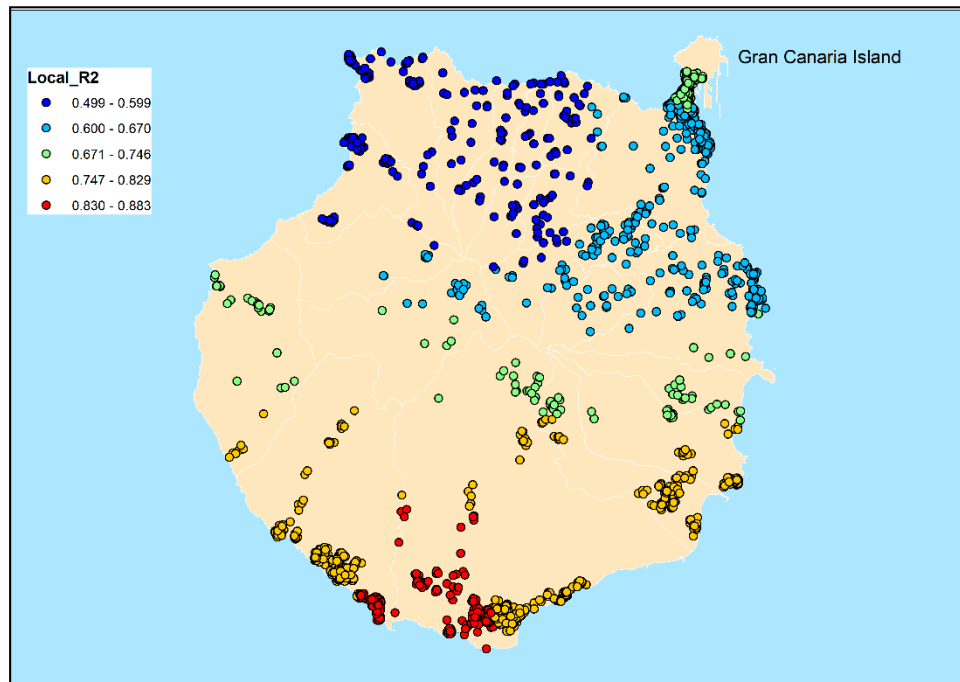 Gran Canaria Island
Local_R2
0.499 - 0.599
0.600 - 0.670
0.671 - 0.746
0.747 - 0.829
0.830 - 0.883